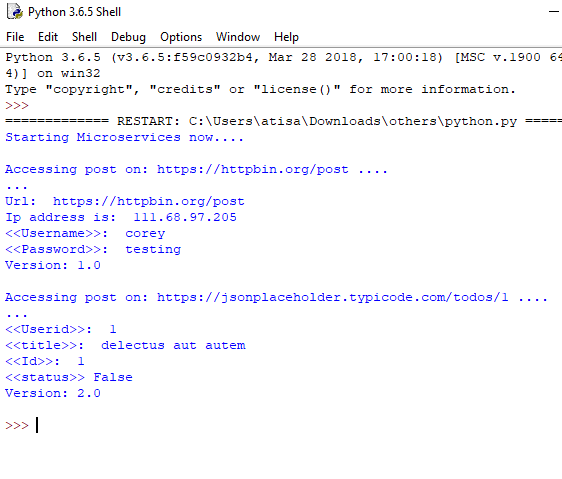 Python 3.6.5 Shell
File Edit Shell Debug Options Window Help
Python 3.6.5 (v3.6.5:f59c0932b4, Mar 28 2018, 17:00:18) [MSC v.1900 64
4)] on win32
Type "copyright", "credits" or "license()" for more information.
>>>
============= RESTART: C:\Users\atisa\Downloads\others\python.py =====
Starting Microservices now....
Accessing post on: https://httpbin.org/post ....
...
Url:  https://httpbin.org/post
Ip address is:  111.68.97.205
<<Username>>:  corey
<<Password>>:  testing
Version: 1.0
Accessing post on: https://jsonplaceholder.typicode.com/todos/1 ....
...
<<Userid>>:  1
<<title>>:  delectus aut autem
<<Id>>:  1
<<status>> False
Version: 2.0
>>>